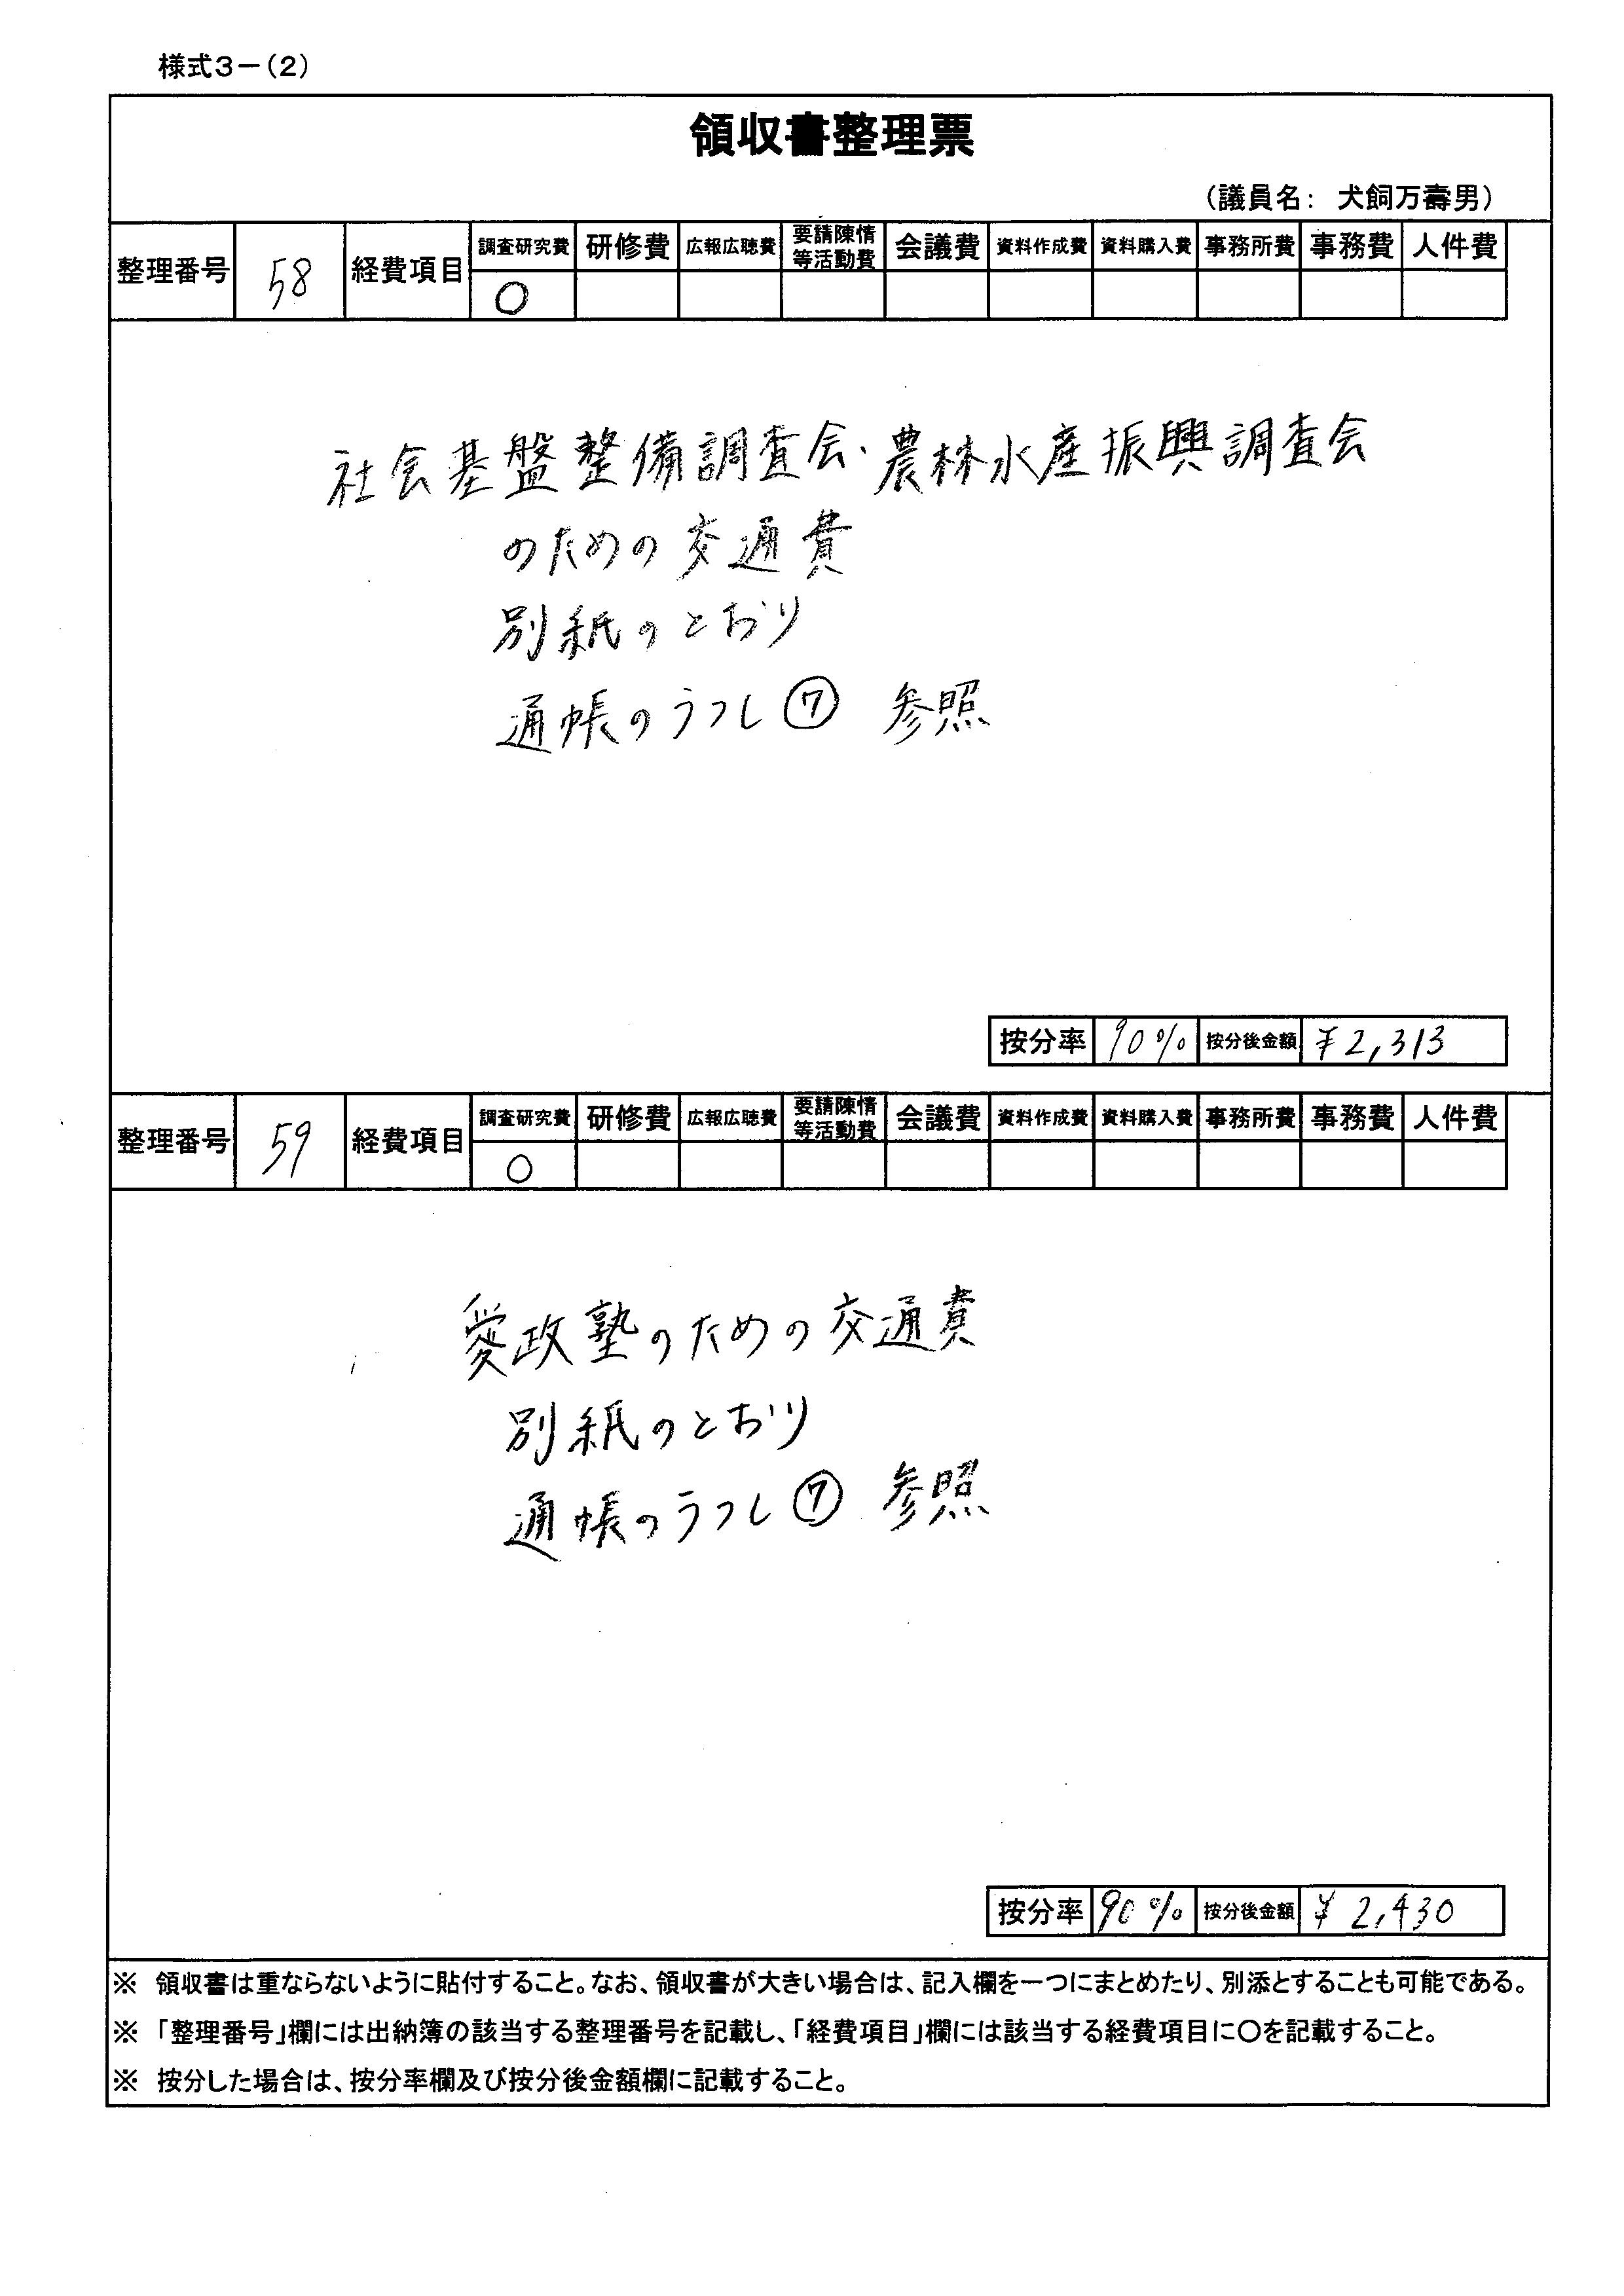 様式3－(2)
領収書整理票
(議員名： 犬飼万壽男)
整理番号 58 経費項目 調査研究費 研修費 広報広聴費 要請陳情等活動費 会議費 資料作成費 資料購入費 事務所費 事務費 人件費
○
社会基盤整備調査会・農林水産振興調査会
のための交通費
別紙のとおり
通帳のうつし⑦ 参照
按分率 90% 按分後金額 ¥2,313
整理番号 59 経費項目 調査研究費 研修費 広報広聴費 要請陳情等活動費 会議費 資料作成費 資料購入費 事務所費 事務費 人件費
○
愛政塾のための交通費
別紙のとおり
通帳のうつし⑦ 参照
按分率 90% 按分後金額 ¥2,430
※ 領収書は重ならないように貼付すること。なお、領収書が大きい場合は、記入欄を一つにまとめたり、別添とすることも可能である。
※ 「整理番号」欄には出納簿の該当する整理番号を記載し、「経費項目」欄には該当する経費項目に○を記載すること。
※ 按分した場合は、按分率欄及び按分後金額欄に記載すること。